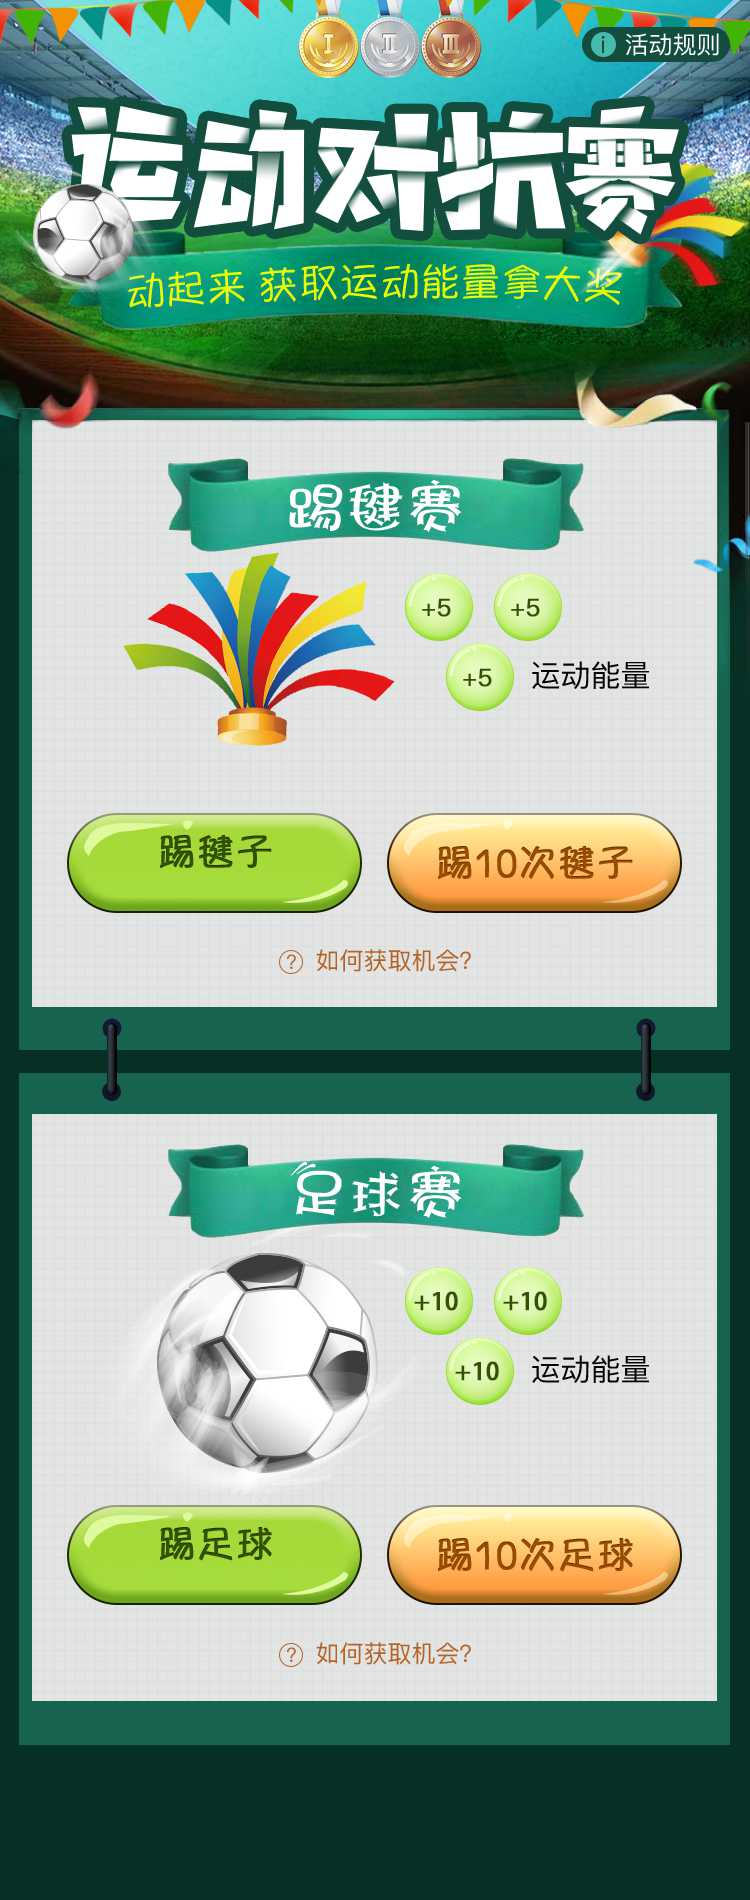 I II III
活动规则
运动对抗赛
动起来 获取运动能量拿大奖
踢毽赛
+5 +5
+5 运动能量
踢毽子 踢10次毽子
? 如何获取机会?
足球赛
+10 +10
+10 运动能量
踢足球 踢10次足球
? 如何获取机会?